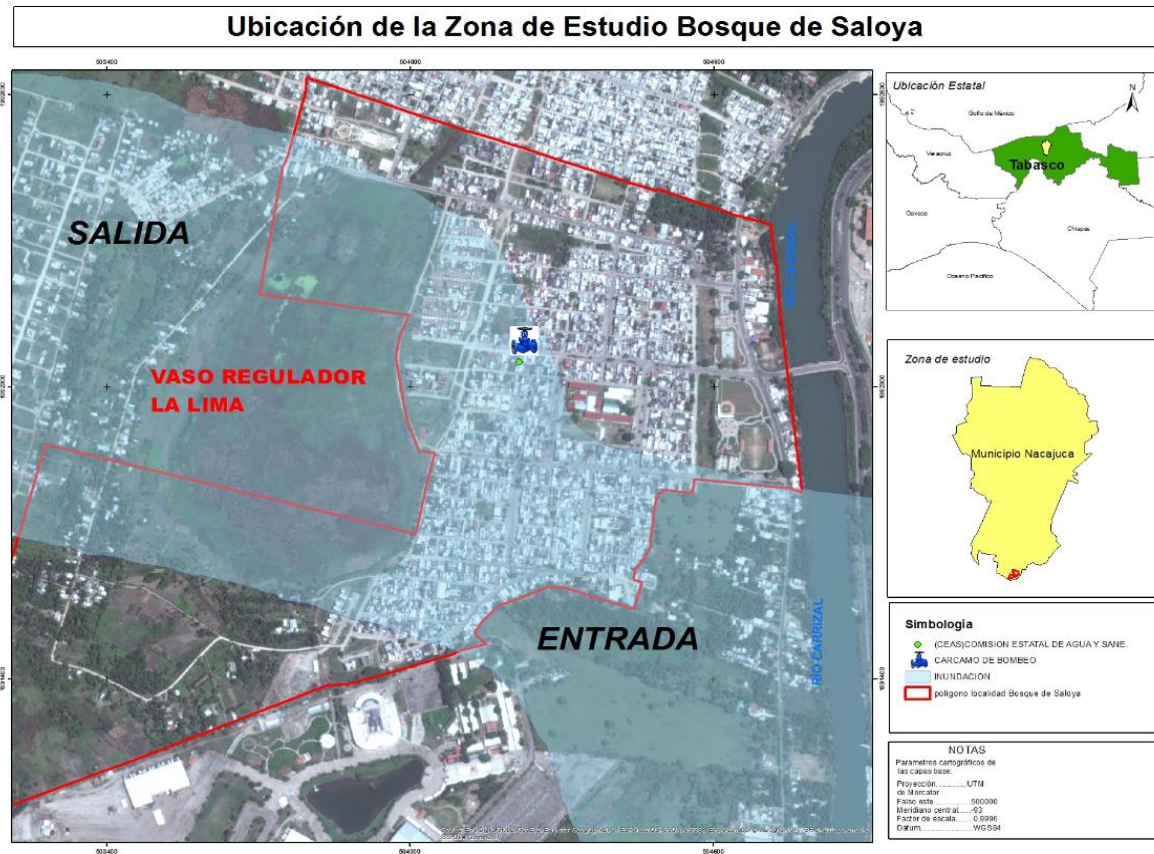 Ubicación de la Zona de Estudio Bosque de Saloya
503400
504000
504600
SALIDA
VASO REGULADOR
LA LIMA
ENTRADA
RIO CARRIZAL
RIO CARRIZAL
503400
504000
504600
Ubicación Estatal
N
Golfo de México
Veracruz
Tabasco
Oaxaca
Chiapas
Oceano Pacífico
Zona de estudio
Municipio Nacajuca
Simbología
(CEAS)COMISION ESTATAL DE AGUA Y SANE.
CARCAMO DE BOMBEO
INUNDACION
polígono localidad Bosque de Saloya
NOTAS
Parametros cartográficos de
las capas base:
Proyección............UTM
de Mercator
Falso este............500000
Meridiano central.....-93
Factor de escala......0.9996
Datum.................WGS84